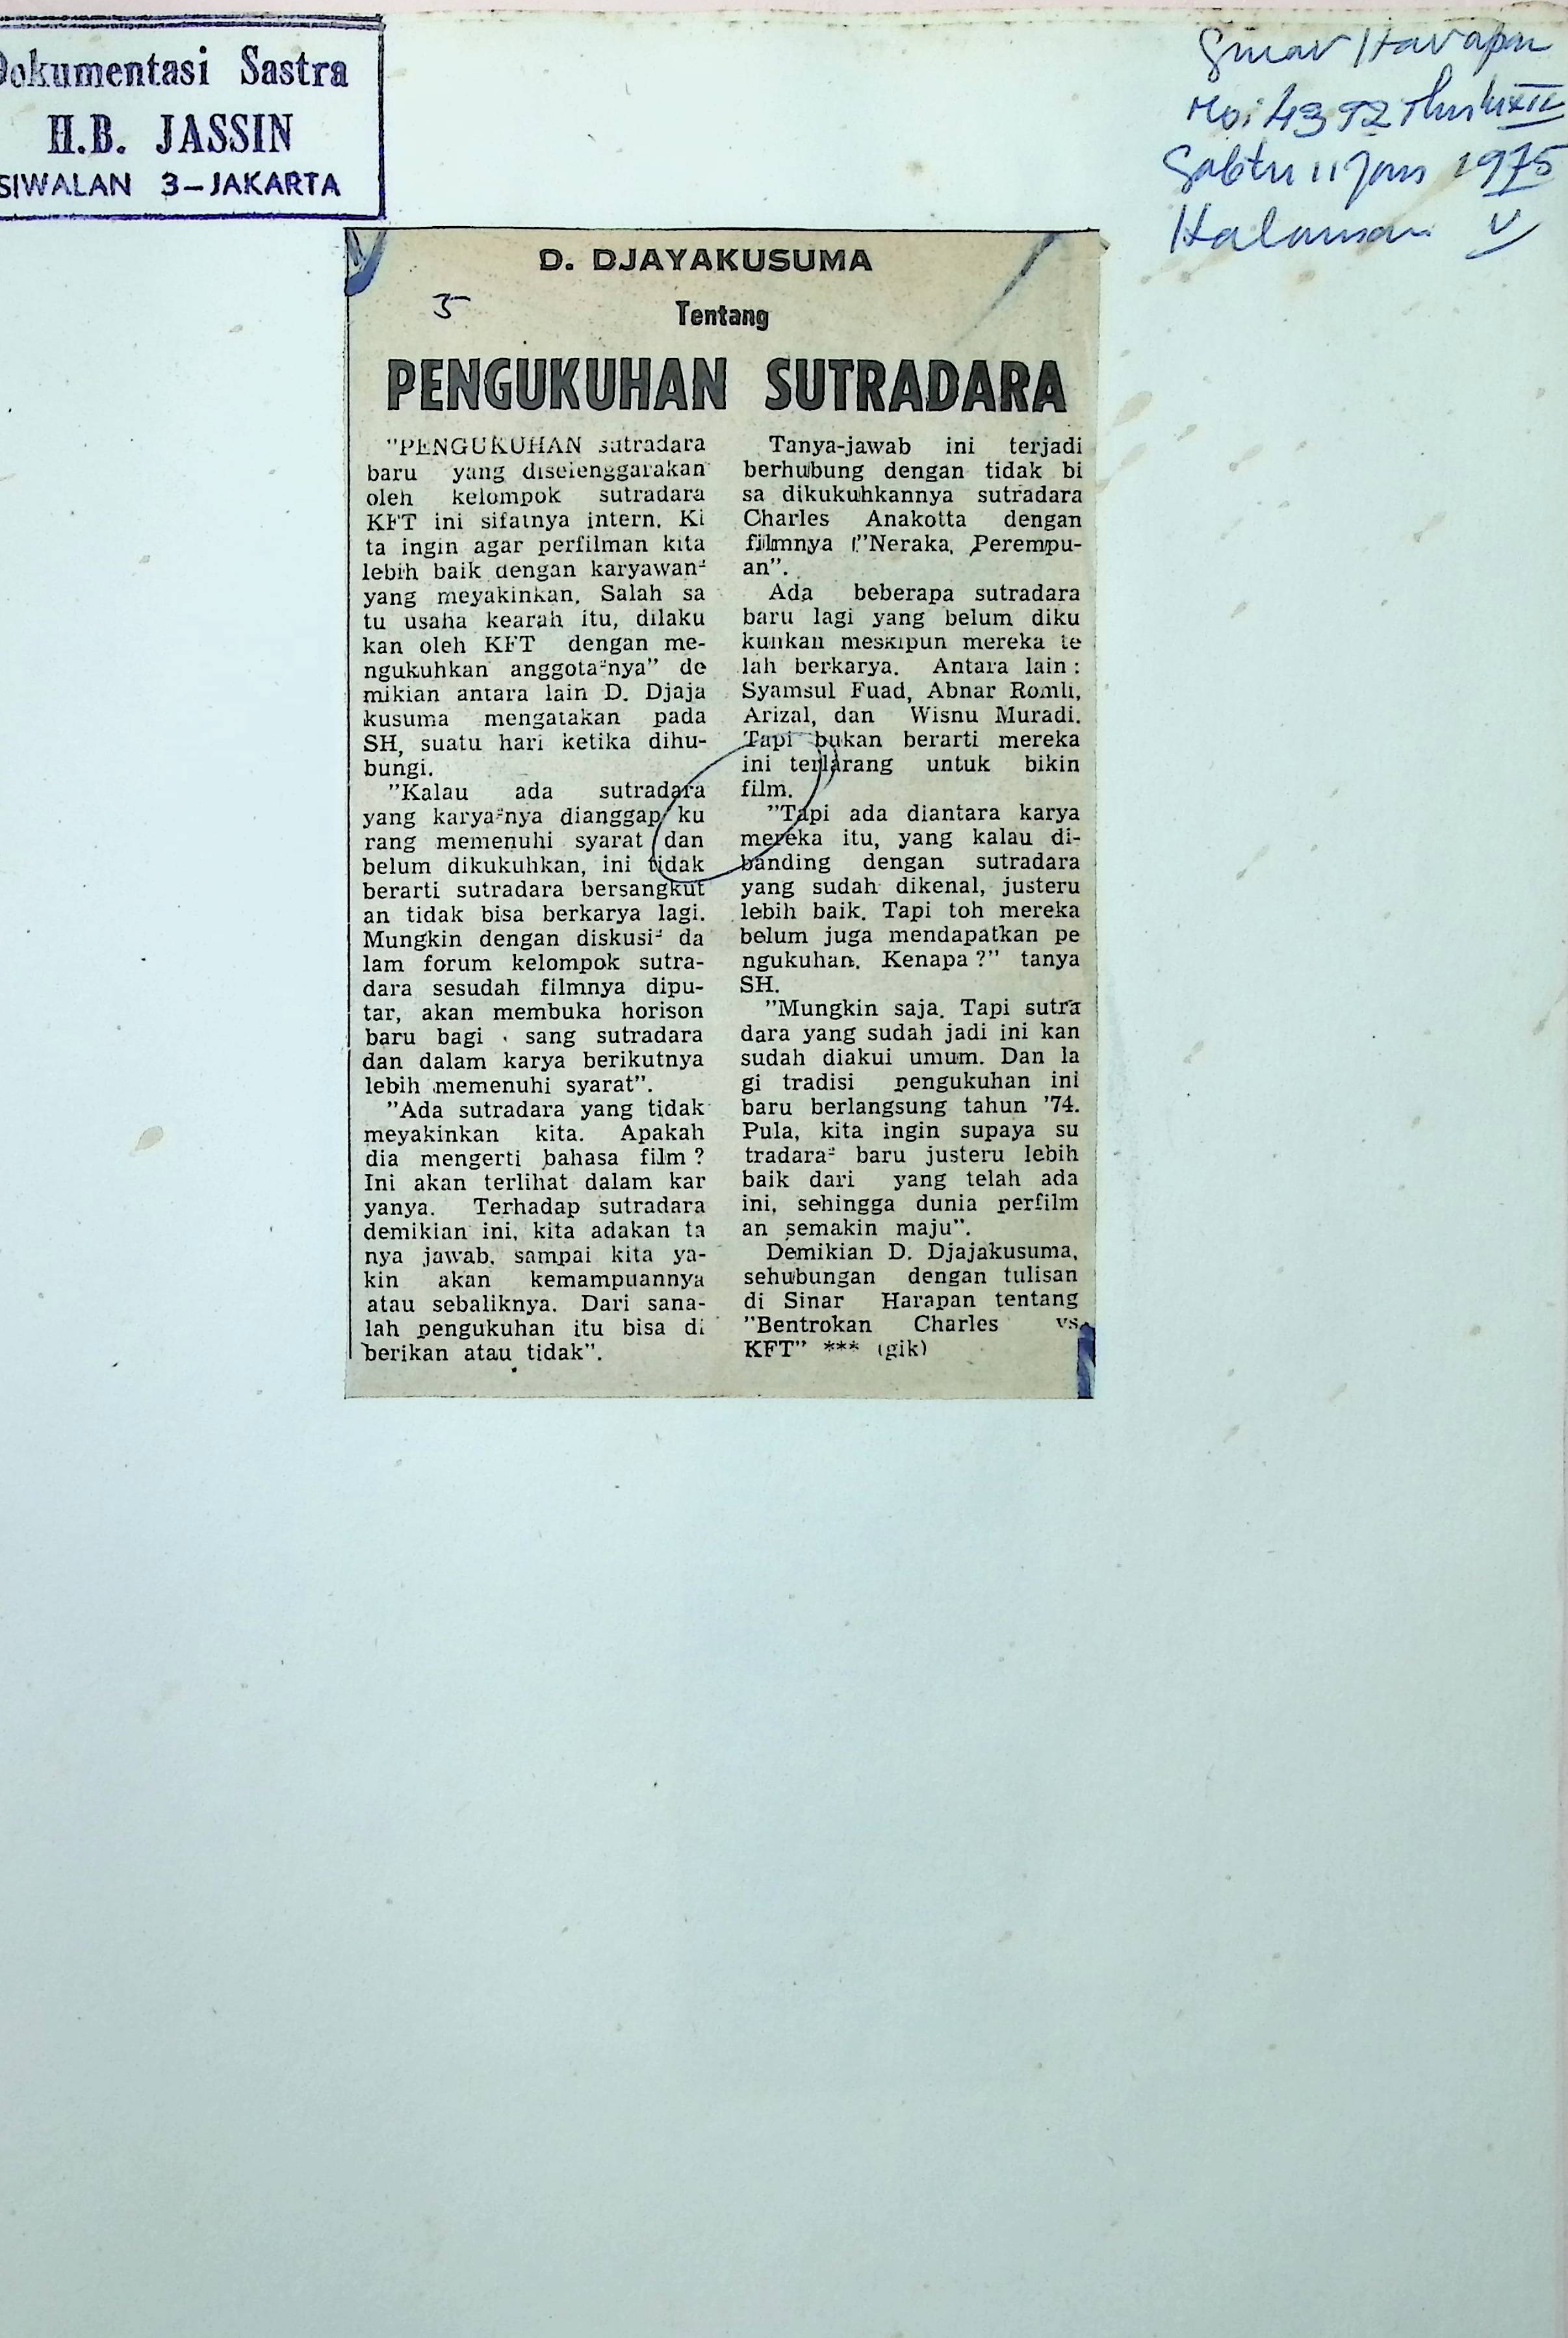 Dokumentasi Sastra
H.B. JASSIN
SIWALAN 3-JAKARTA
Sinar Harapan
No: 4392 Thn ke XIV
Sabtu 11 Jan 1975
Halaman V
D. DJAYAKUSUMA
5
Tentang
PENGUKUHAN SUTRADARA
"PENGUKUHAN sutradara
baru yang diselenggarakan
oleh kelompok sutradara
KFT ini sifatnya intern. Ki
ta ingin agar perfilman kita
lebih baik dengan karyawan²
yang meyakinkan. Salah sa
tu usaha kearah itu, dilaku
kan oleh KFT dengan me-
ngukuhkan anggota²nya" de
mikian antara lain D. Djaja
kusuma mengatakan pada
SH, suatu hari ketika dihu-
bungi.
"Kalau ada sutradara
yang karya²nya dianggap ku
rang memenuhi syarat dan
belum dikukuhkan, ini tidak
berarti sutradara bersangkut
an tidak bisa berkarya lagi.
Mungkin dengan diskusi² da
lam forum kelompok sutra-
dara sesudah filmnya dipu-
tar, akan membuka horison
baru bagi sang sutradara
dan dalam karya berikutnya
lebih memenuhi syarat".
"Ada sutradara yang tidak
meyakinkan kita. Apakah
dia mengerti bahasa film?
Ini akan terlihat dalam kar
yanya. Terhadap sutradara
demikian ini, kita adakan ta
nya jawab, sampai kita ya-
kin akan kemampuannya
atau sebaliknya. Dari sana-
lah pengukuhan itu bisa di
berikan atau tidak".
Tanya-jawab ini terjadi
berhubung dengan tidak bi
sa dikukuhkannya sutradara
Charles Anakotta dengan
filmnya ("Neraka, Perempu-
an".
Ada beberapa sutradara
baru lagi yang belum diku
kuhkan meskipun mereka te
lah berkarya. Antara lain :
Syamsul Fuad, Abnar Romli,
Arizal, dan Wisnu Muradi.
Tapi bukan berarti mereka
ini terlarang untuk bikin
film.
"Tapi ada diantara karya
mereka itu, yang kalau di-
banding dengan sutradara
yang sudah dikenal, justeru
lebih baik. Tapi toh mereka
belum juga mendapatkan pe
ngukuhan. Kenapa?" tanya
SH.
"Mungkin saja. Tapi sutra
dara yang sudah jadi ini kan
sudah diakui umum. Dan la
gi tradisi pengukuhan ini
baru berlangsung tahun '74.
Pula, kita ingin supaya su
tradara² baru justeru lebih
baik dari yang telah ada
ini, sehingga dunia perfilm
an semakin maju".
Demikian D. Djajakusuma,
sehubungan dengan tulisan
di Sinar Harapan tentang
"Bentrokan Charles vs.
KFT" *** (gik)